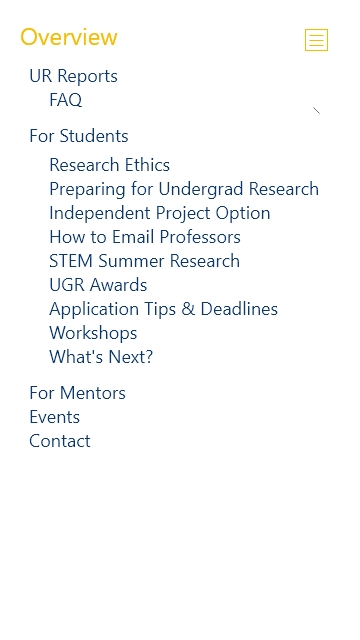 Overview
UR Reports
FAQ
For Students
Research Ethics
Preparing for Undergrad Research
Independent Project Option
How to Email Professors
STEM Summer Research
UGR Awards
Application Tips & Deadlines
Workshops
What's Next?
For Mentors
Events
Contact